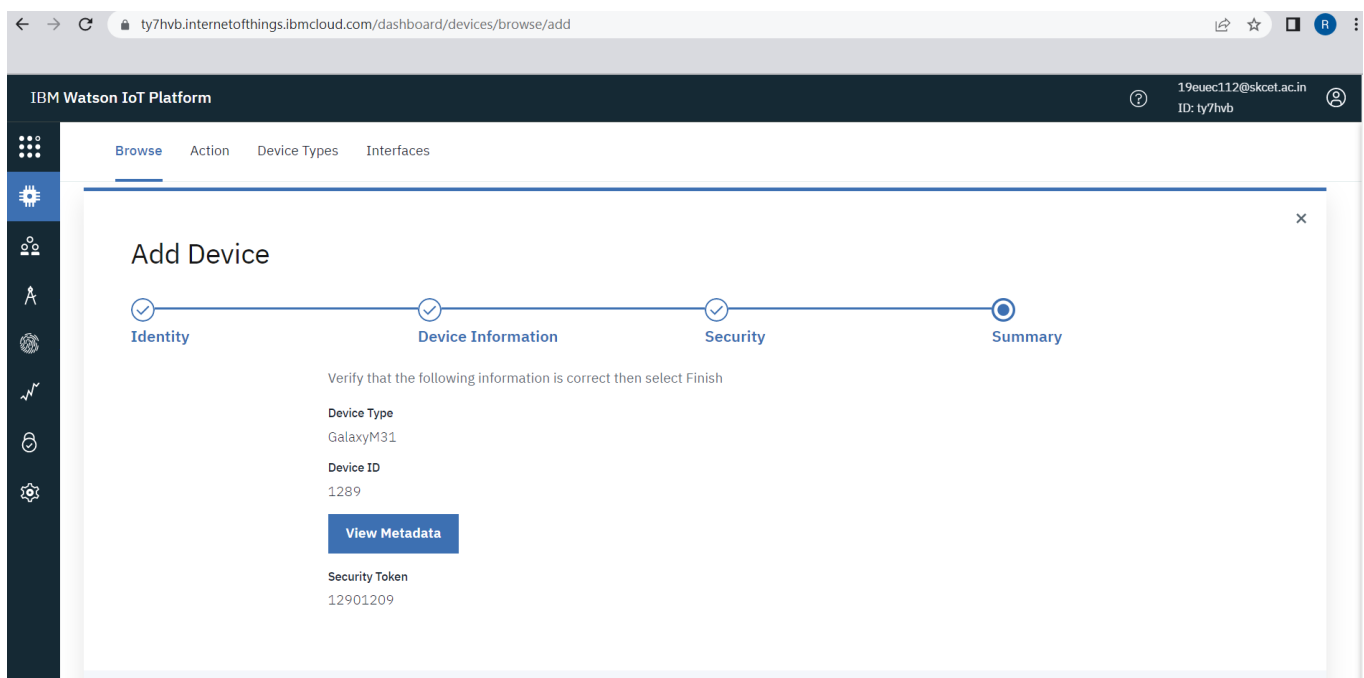 ty7hvb.internetofthings.ibmcloud.com/dashboard/devices/browse/add
R
IBM Watson IoT Platform
19euec112@skcet.ac.in
ID: ty7hvb
Browse Action Device Types Interfaces
Add Device
Identity Device Information Security Summary
Verify that the following information is correct then select Finish
Device Type
GalaxyM31
Device ID
1289
View Metadata
Security Token
12901209